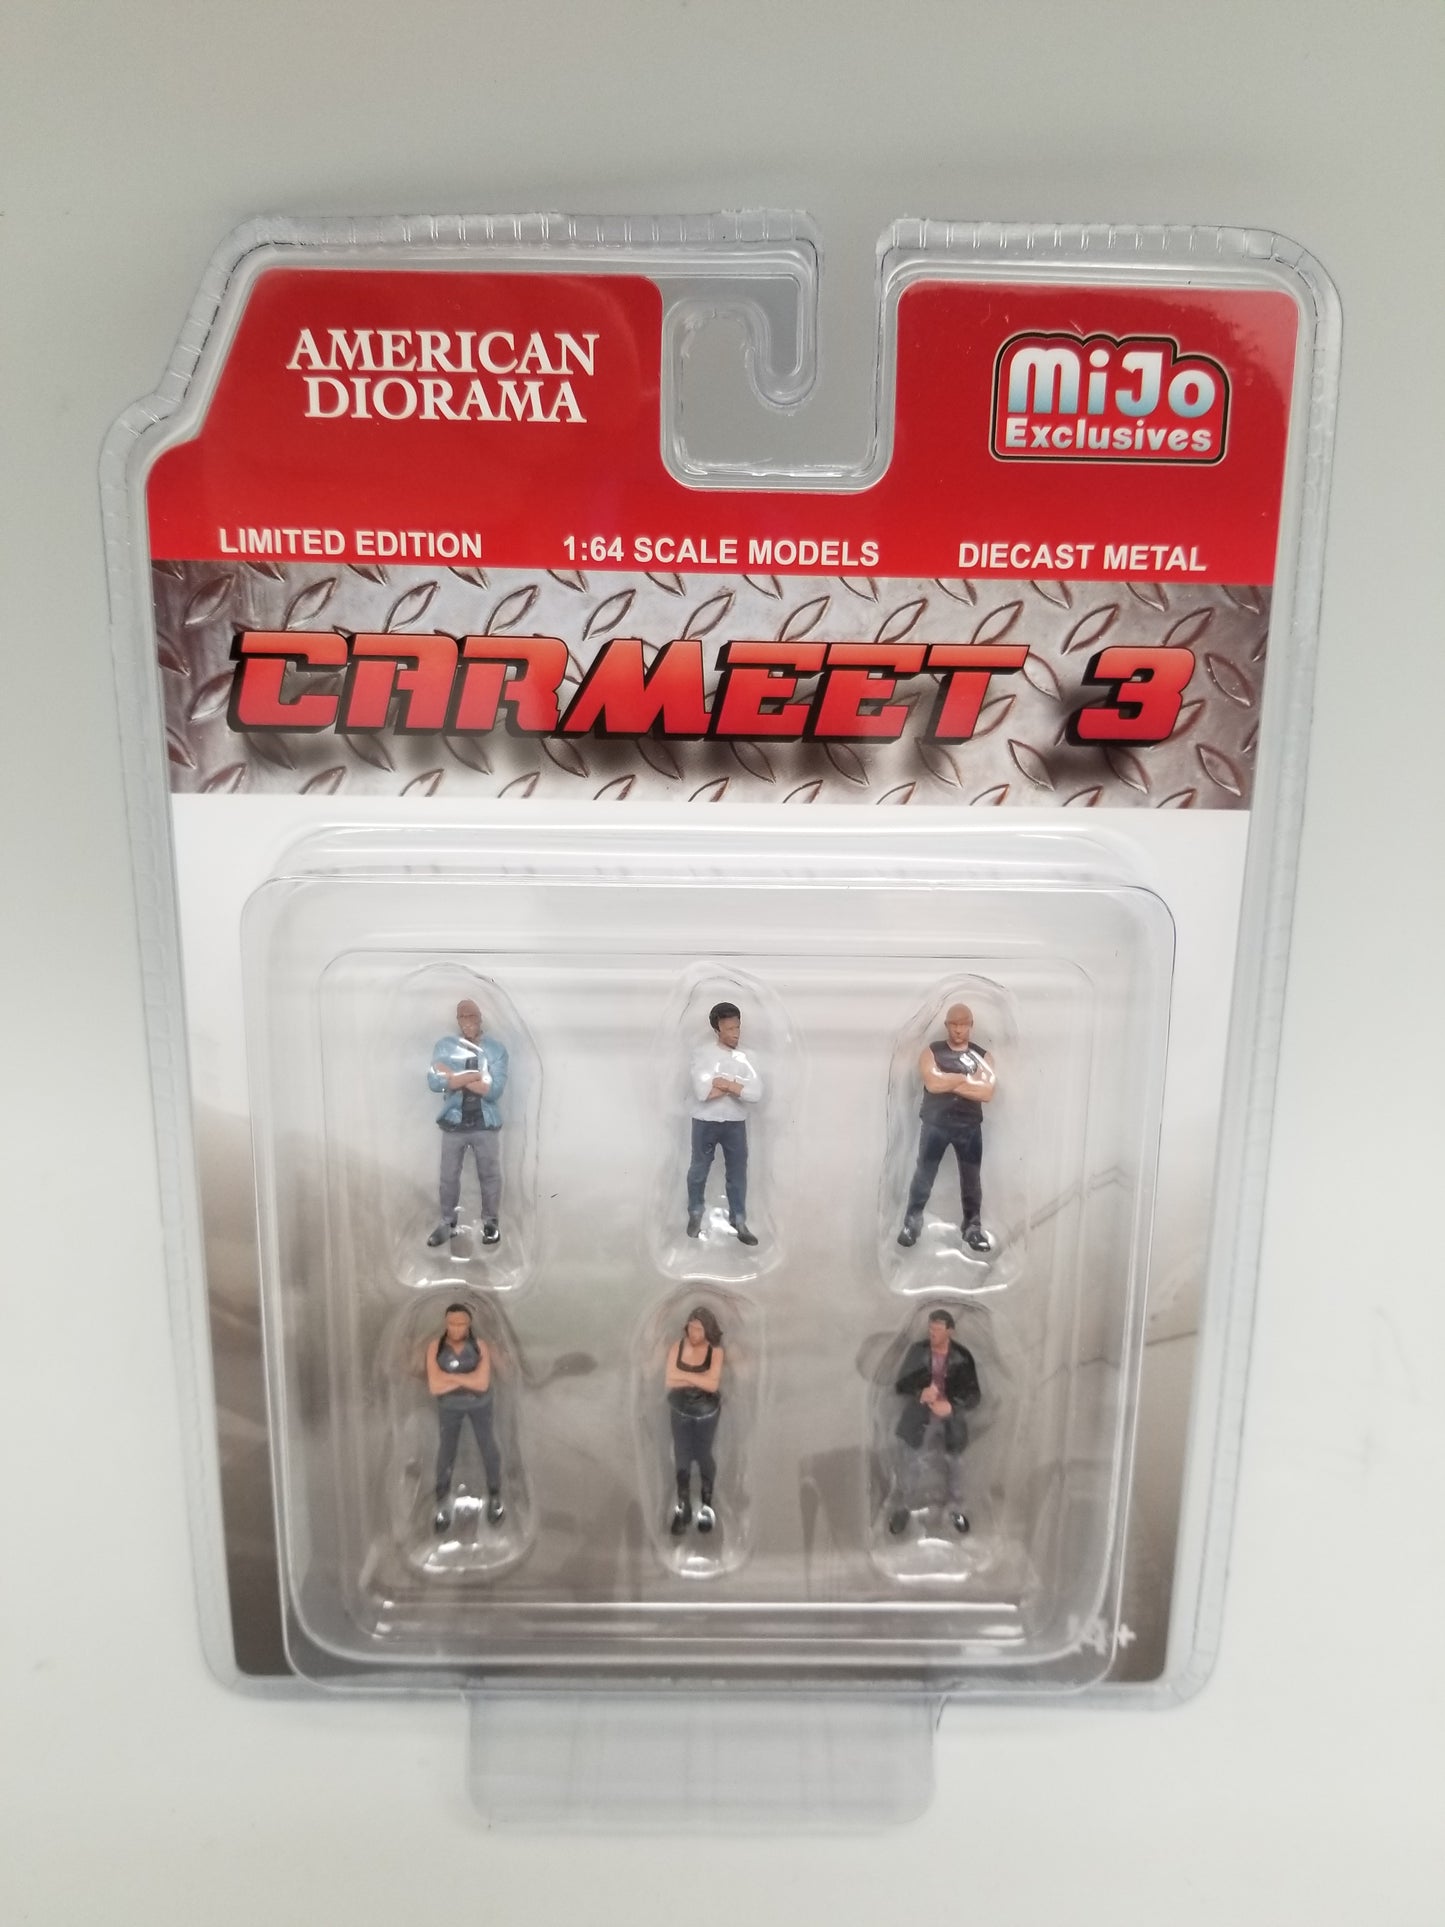 AMERICAN
DIORAMA
MiJo
Exclusives
LIMITED EDITION
1:64 SCALE MODELS
DIECAST METAL
CARMEET 3